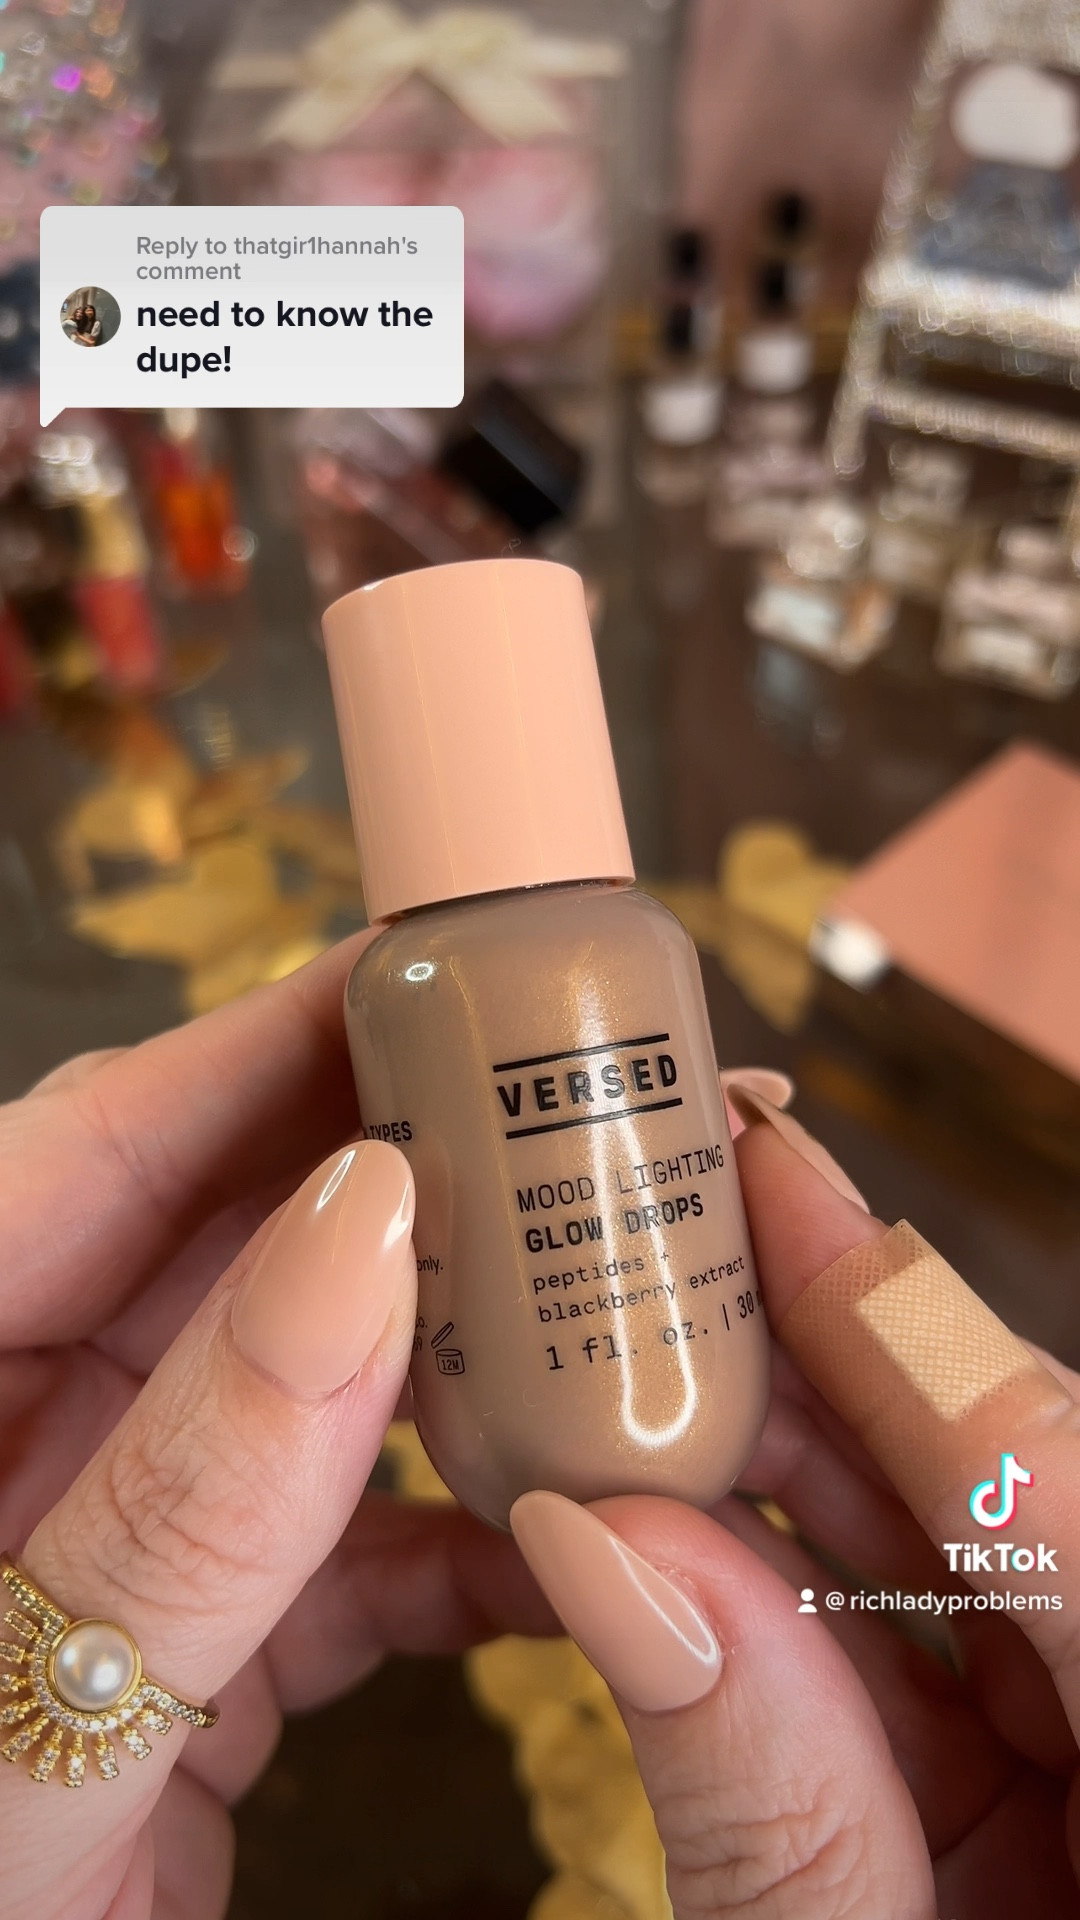 Reply to thatgir1hannah's
comment
need to know the
dupe!
VERSED
TYPES
MOOD LIGHTING
GLOW DROPS
only.
peptides +
blackberry extract
1 fl. oz. | 30
12M
TikTok
@richladyproblems